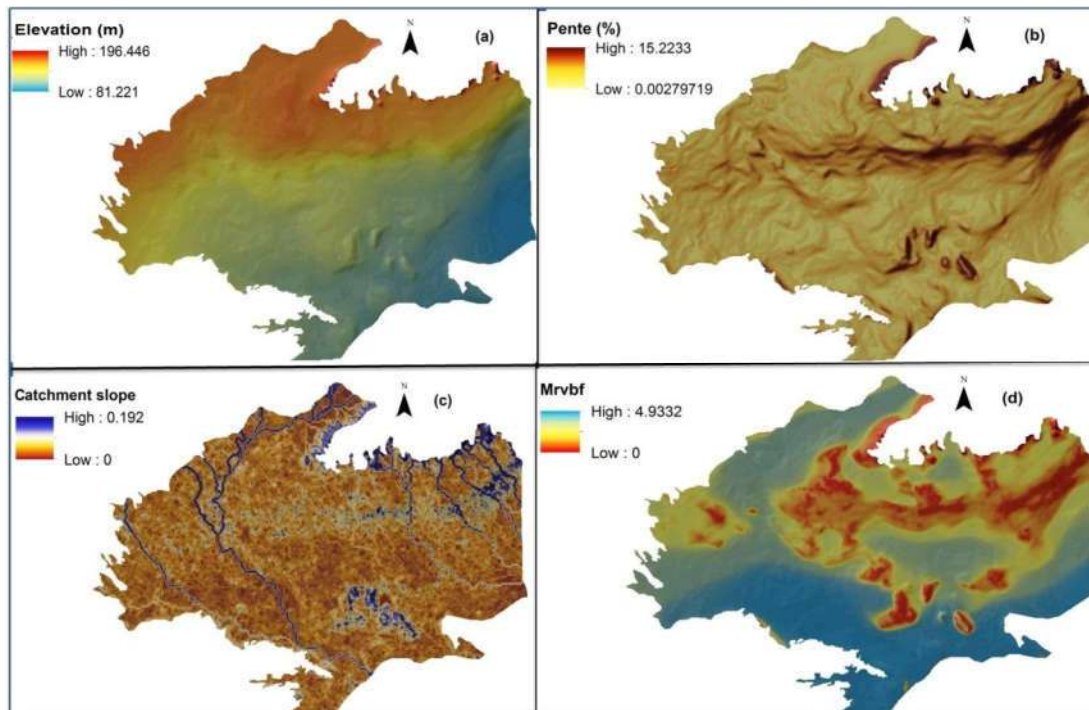 Elevation (m)
High : 196.446
Low : 81.221
N
(a)
Pente (%)
High : 15.2233
Low : 0.00279719
N
(b)
Catchment slope
High : 0.192
Low : 0
N
(c)
Mrvbf
High : 4.9332
Low : 0
N
(d)